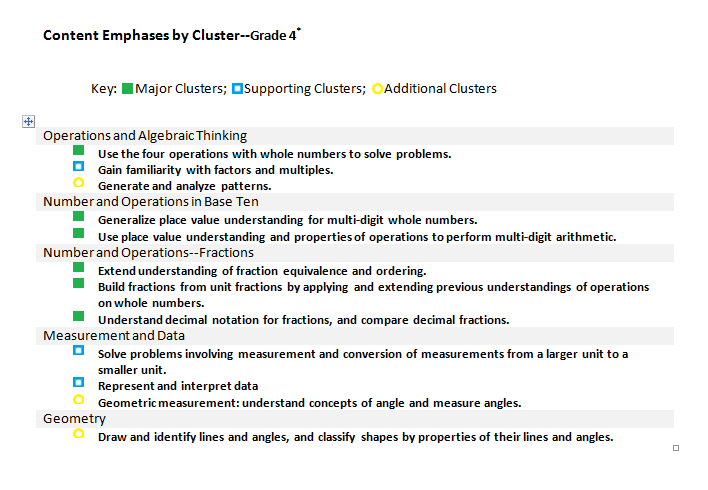 Content Emphases by Cluster--Grade 4*
Key: Major Clusters; Supporting Clusters; Additional Clusters
Operations and Algebraic Thinking
Use the four operations with whole numbers to solve problems.
Gain familiarity with factors and multiples.
Generate and analyze patterns.
Number and Operations in Base Ten
Generalize place value understanding for multi-digit whole numbers.
Use place value understanding and properties of operations to perform multi-digit arithmetic.
Number and Operations--Fractions
Extend understanding of fraction equivalence and ordering.
Build fractions from unit fractions by applying and extending previous understandings of operations
on whole numbers.
Understand decimal notation for fractions, and compare decimal fractions.
Measurement and Data
Solve problems involving measurement and conversion of measurements from a larger unit to a
smaller unit.
Represent and interpret data
Geometric measurement: understand concepts of angle and measure angles.
Geometry
Draw and identify lines and angles, and classify shapes by properties of their lines and angles.